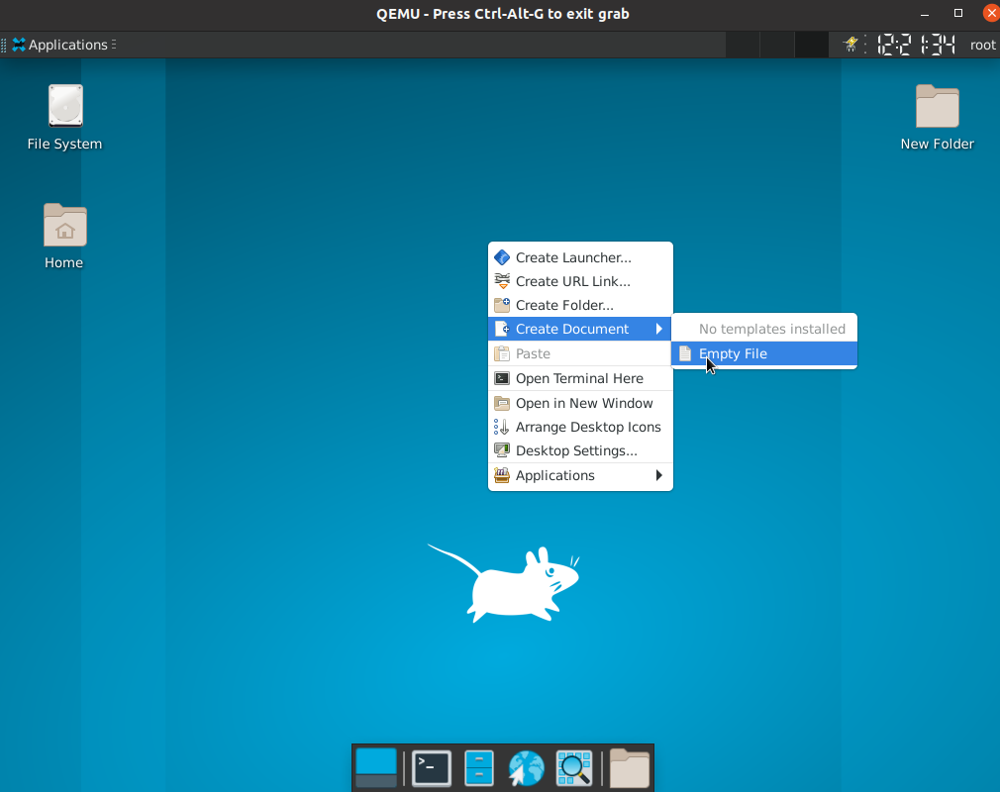 QEMU - Press Ctrl-Alt-G to exit grab
Applications
12:21:34
root
File System
New Folder
Home
Create Launcher...
Create URL Link...
Create Folder...
Create Document
No templates installed
Paste
Empty File
Open Terminal Here
Open in New Window
Arrange Desktop Icons
Desktop Settings...
Applications